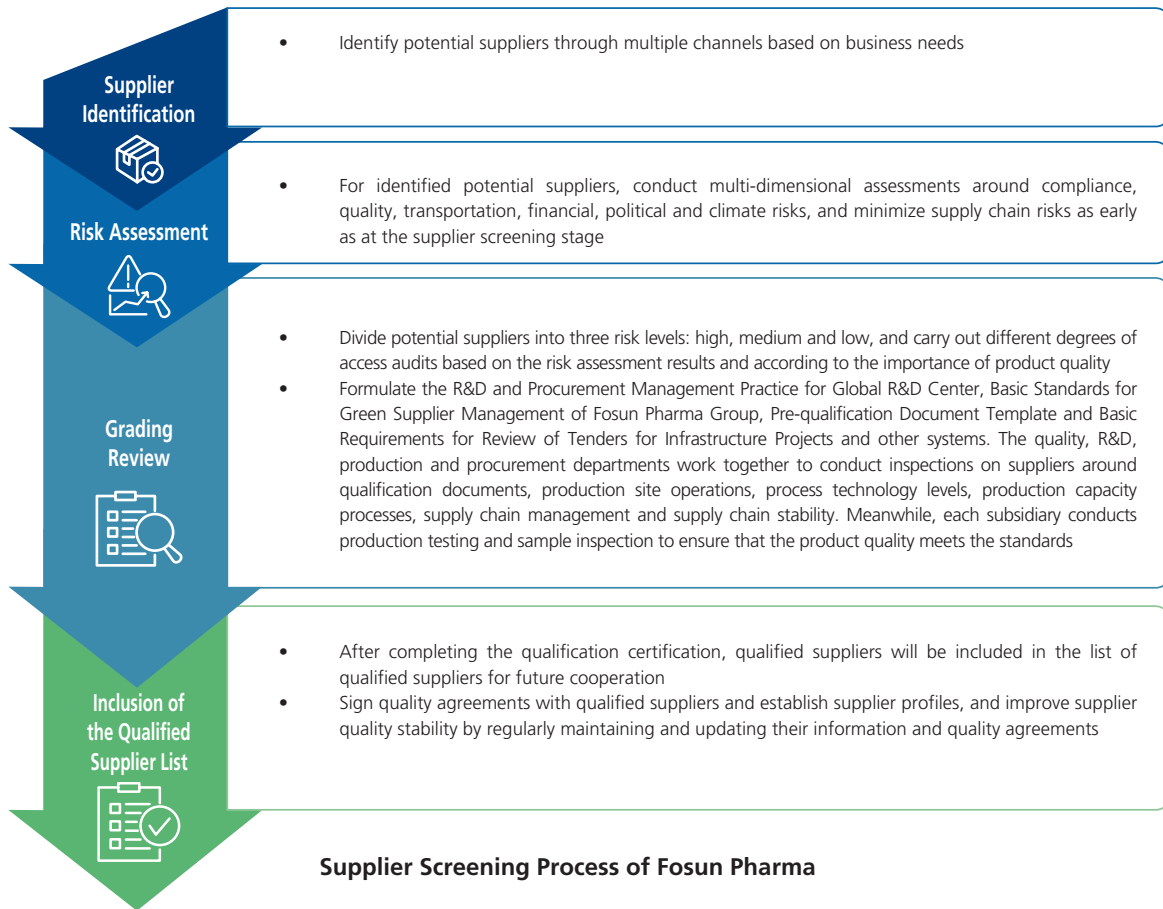 Supplier
Identification
• Identify potential suppliers through multiple channels based on business needs
Risk Assessment
• For identified potential suppliers, conduct multi-dimensional assessments around compliance,
quality, transportation, financial, political and climate risks, and minimize supply chain risks as early
as at the supplier screening stage
Grading
Review
• Divide potential suppliers into three risk levels: high, medium and low, and carry out different degrees of
access audits based on the risk assessment results and according to the importance of product quality
• Formulate the R&D and Procurement Management Practice for Global R&D Center, Basic Standards for
Green Supplier Management of Fosun Pharma Group, Pre-qualification Document Template and Basic
Requirements for Review of Tenders for Infrastructure Projects and other systems. The quality, R&D,
production and procurement departments work together to conduct inspections on suppliers around
qualification documents, production site operations, process technology levels, production capacity
processes, supply chain management and supply chain stability. Meanwhile, each subsidiary conducts
production testing and sample inspection to ensure that the product quality meets the standards
Inclusion of
the Qualified
Supplier List
• After completing the qualification certification, qualified suppliers will be included in the list of
qualified suppliers for future cooperation
• Sign quality agreements with qualified suppliers and establish supplier profiles, and improve supplier
quality stability by regularly maintaining and updating their information and quality agreements
Supplier Screening Process of Fosun Pharma